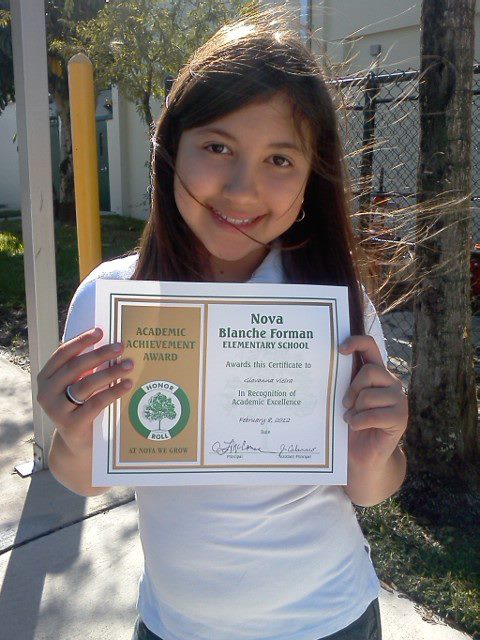 ACADEMIC
ACHIEVEMENT
AWARD
HONOR
ROLL
AT NOVA WE GROW
Nova
Blanche Forman
ELEMENTARY SCHOOL
Awards this Certificate to
Giovanna Vieira
In Recognition of
Academic Excellence
February 8, 2012
Date
Principal
Assistant Principal